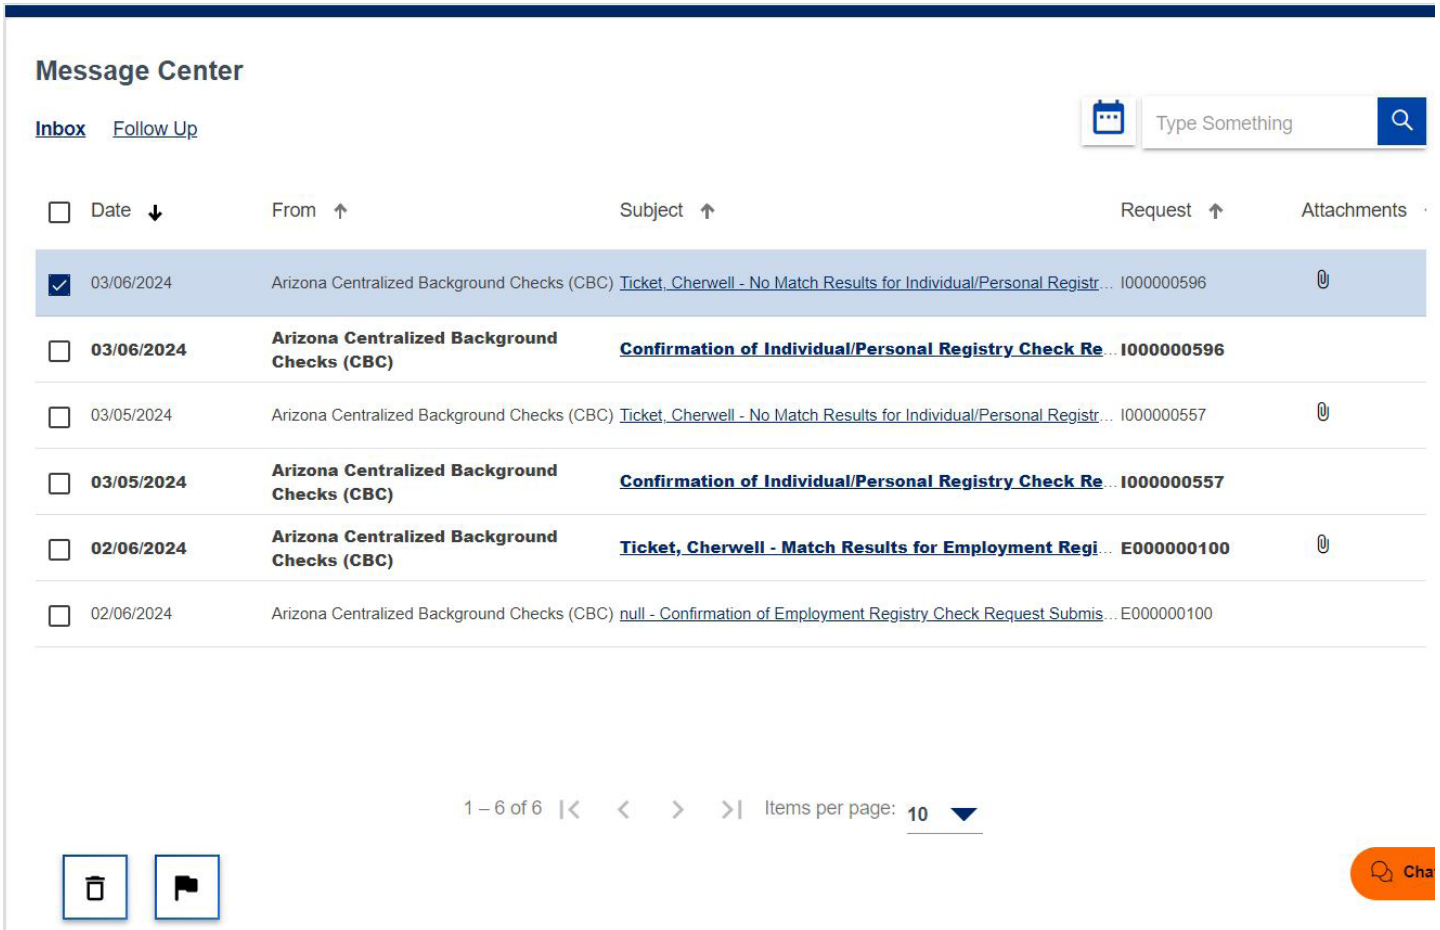 Message Center
Inbox Follow Up
Type Something
Date From Subject Request Attachments
03/06/2024 Arizona Centralized Background Checks (CBC) Ticket, Cherwell - No Match Results for Individual/Personal Registr... I000000596
03/06/2024 Arizona Centralized Background Checks (CBC) Confirmation of Individual/Personal Registry Check Re... I000000596
03/05/2024 Arizona Centralized Background Checks (CBC) Ticket, Cherwell - No Match Results for Individual/Personal Registr... I000000557
03/05/2024 Arizona Centralized Background Checks (CBC) Confirmation of Individual/Personal Registry Check Re... I000000557
02/06/2024 Arizona Centralized Background Checks (CBC) Ticket, Cherwell - Match Results for Employment Regi... E000000100
02/06/2024 Arizona Centralized Background Checks (CBC) null - Confirmation of Employment Registry Check Request Submis... E000000100
1 – 6 of 6 Items per page: 10
Cha